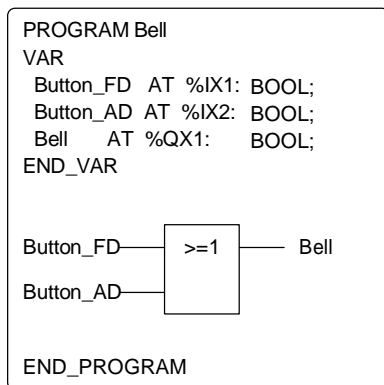 PROGRAM Bell
VAR
Button_FD AT %IX1: BOOL;
Button_AD AT %IX2: BOOL;
Bell AT %QX1: BOOL;
END_VAR
Button_FD >=1 Bell
Button_AD
END_PROGRAM